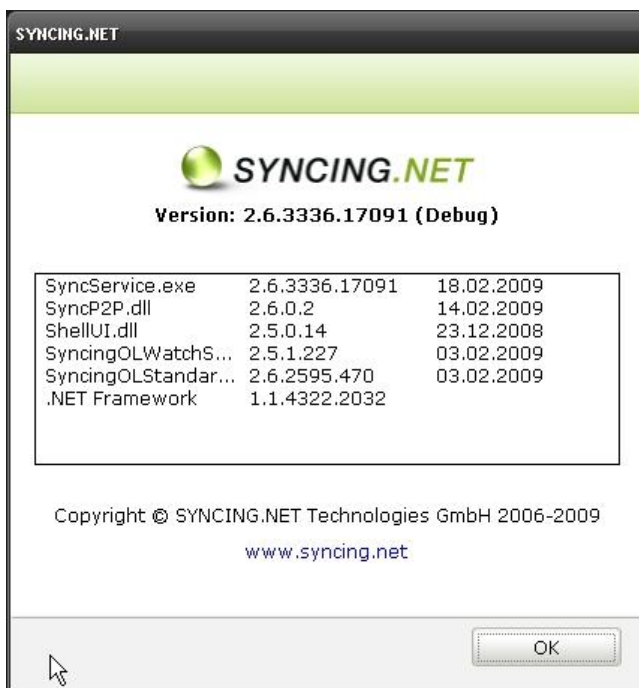 SYNCING.NET
SYNCING.NET
Version: 2.6.3336.17091 (Debug)
SyncService.exe 2.6.3336.17091 18.02.2009
SyncP2P.dll 2.6.0.2 14.02.2009
ShellUI.dll 2.5.0.14 23.12.2008
SyncingOLWatchS... 2.5.1.227 03.02.2009
SyncingOLStandar... 2.6.2595.470 03.02.2009
.NET Framework 1.1.4322.2032
Copyright © SYNCING.NET Technologies GmbH 2006-2009
www.syncing.net
OK